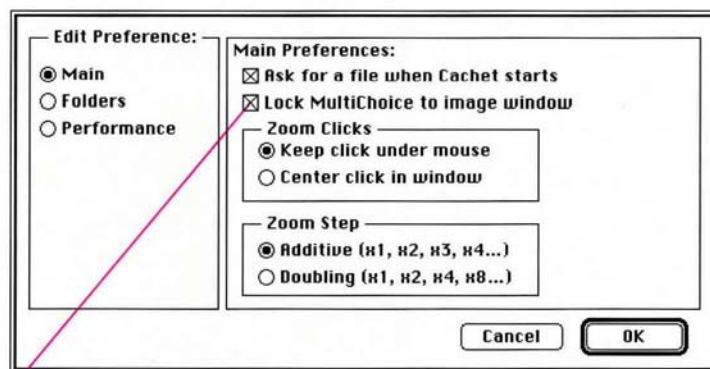 Edit Preference:
Main
Folders
Performance
Main Preferences:
Ask for a file when Cachet starts
Lock MultiChoice to image window
Zoom Clicks
Keep click under mouse
Center click in window
Zoom Step
Additive (x1, x2, x3, x4...)
Doubling (x1, x2, x4, x8...)
Cancel
OK